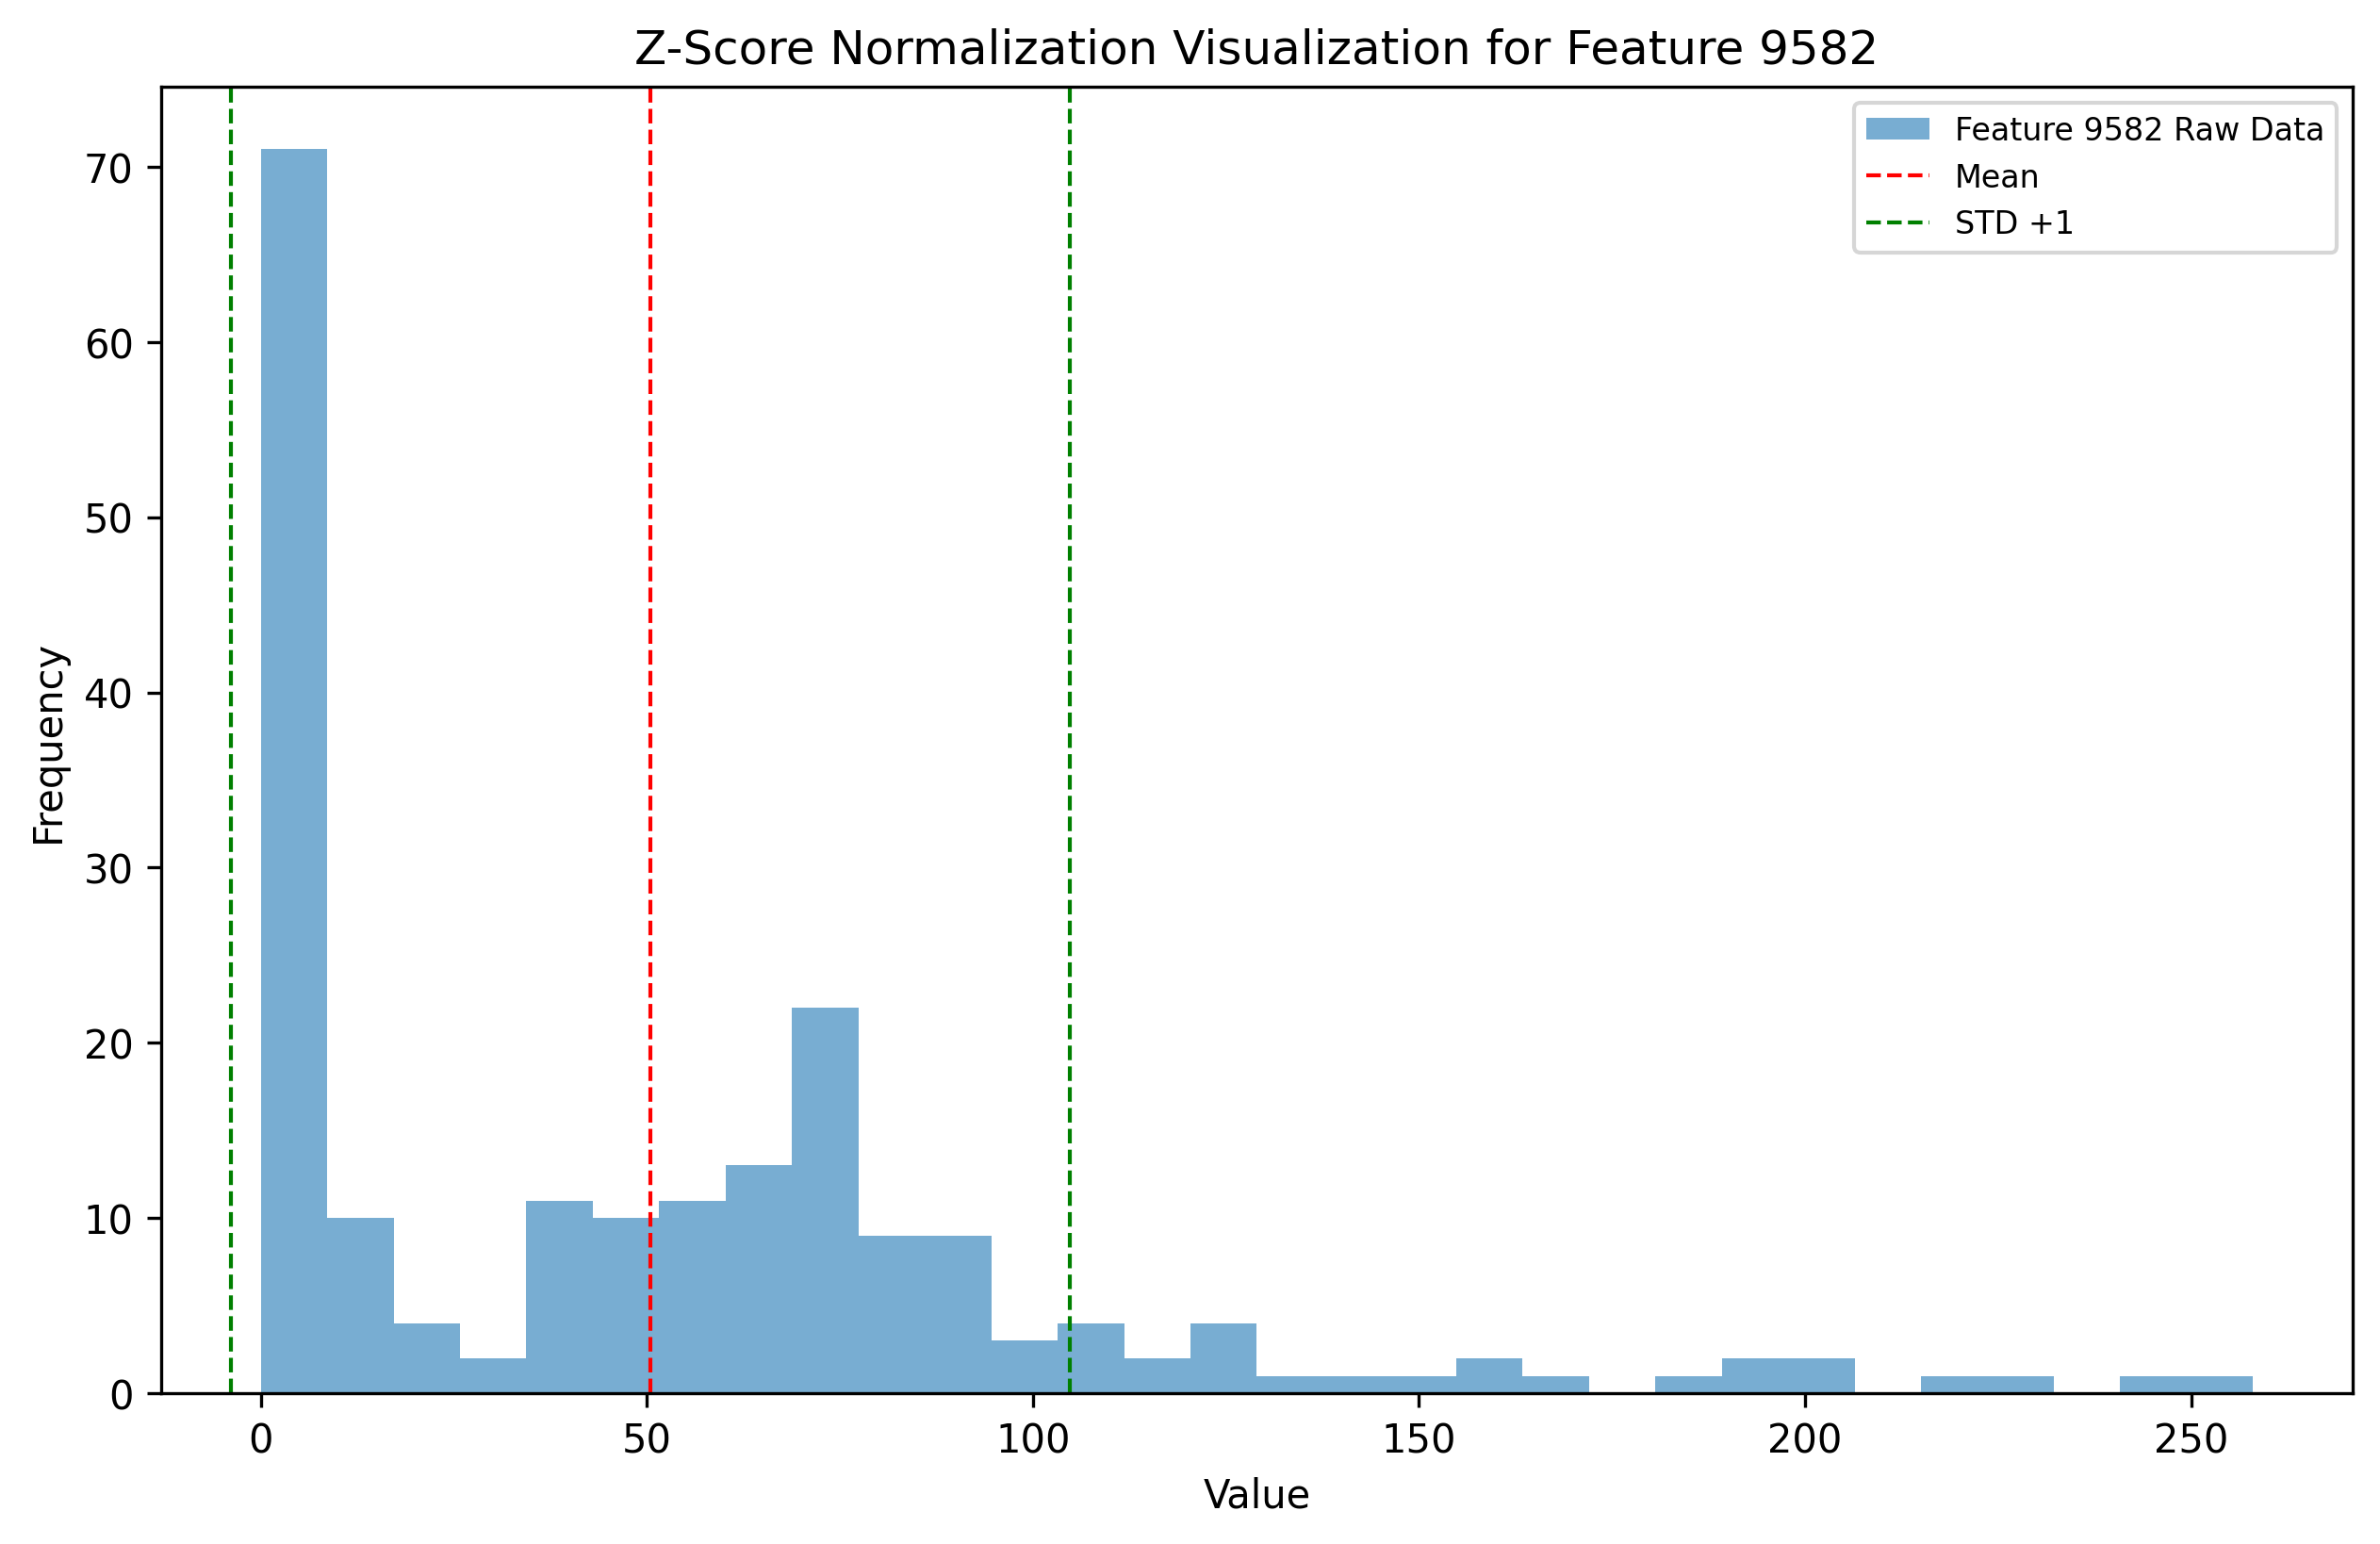 Z-Score Normalization Visualization for Feature 9582
Feature 9582 Raw Data
Mean
STD +1
Frequency
70
60
50
40
30
20
10
0
0 50 100 150 200 250
Value